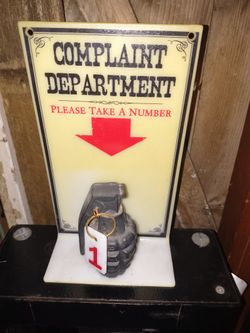 COMPLAINT
DEPARTMENT
PLEASE TAKE A NUMBER
1